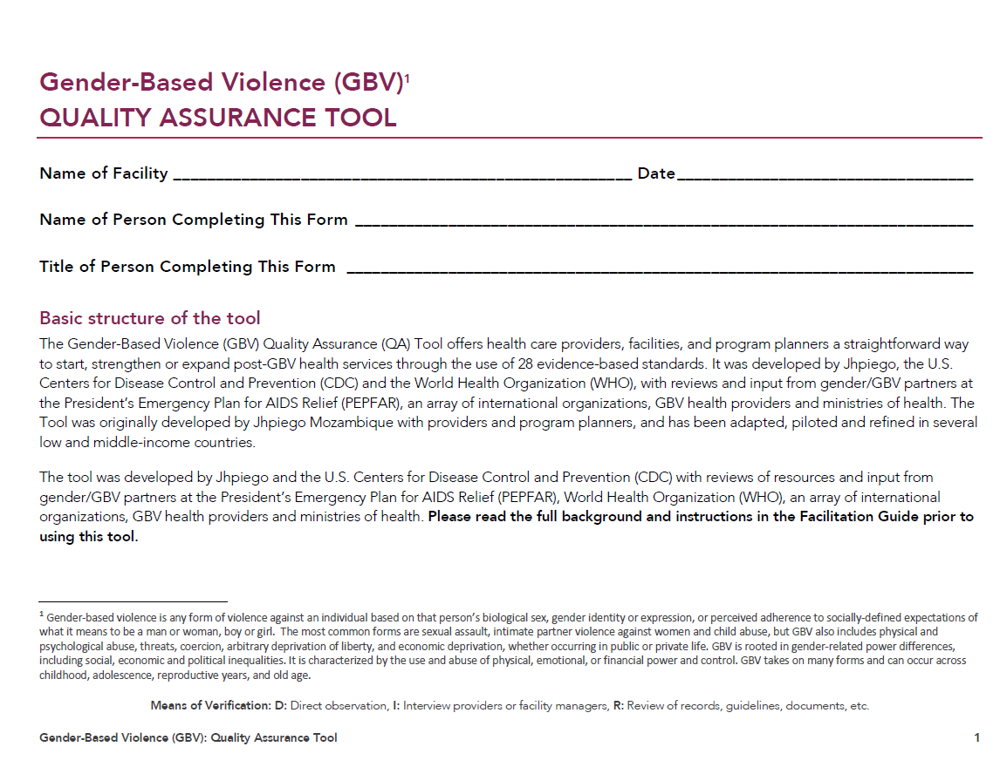 Gender-Based Violence (GBV)¹
QUALITY ASSURANCE TOOL
Name of Facility ______________________________________________________ Date___________________________________
Name of Person Completing This Form _________________________________________________________________________
Title of Person Completing This Form __________________________________________________________________________
Basic structure of the tool
The Gender-Based Violence (GBV) Quality Assurance (QA) Tool offers health care providers, facilities, and program planners a straightforward way
to start, strengthen or expand post-GBV health services through the use of 28 evidence-based standards. It was developed by Jhpiego, the U.S.
Centers for Disease Control and Prevention (CDC) and the World Health Organization (WHO), with reviews and input from gender/GBV partners at
the President’s Emergency Plan for AIDS Relief (PEPFAR), an array of international organizations, GBV health providers and ministries of health. The
Tool was originally developed by Jhpiego Mozambique with providers and program planners, and has been adapted, piloted and refined in several
low and middle-income countries.
The tool was developed by Jhpiego and the U.S. Centers for Disease Control and Prevention (CDC) with reviews of resources and input from
gender/GBV partners at the President’s Emergency Plan for AIDS Relief (PEPFAR), World Health Organization (WHO), an array of international
organizations, GBV health providers and ministries of health. Please read the full background and instructions in the Facilitation Guide prior to
using this tool.
¹ Gender-based violence is any form of violence against an individual based on that person’s biological sex, gender identity or expression, or perceived adherence to socially-defined expectations of
what it means to be a man or woman, boy or girl. The most common forms are sexual assault, intimate partner violence against women and child abuse, but GBV also includes physical and
psychological abuse, threats, coercion, arbitrary deprivation of liberty, and economic deprivation, whether occurring in public or private life. GBV is rooted in gender-related power differences,
including social, economic and political inequalities. It is characterized by the use and abuse of physical, emotional, or financial power and control. GBV takes on many forms and can occur across
childhood, adolescence, reproductive years, and old age.
Means of Verification: D: Direct observation, I: Interview providers or facility managers, R: Review of records, guidelines, documents, etc.
Gender-Based Violence (GBV): Quality Assurance Tool 1